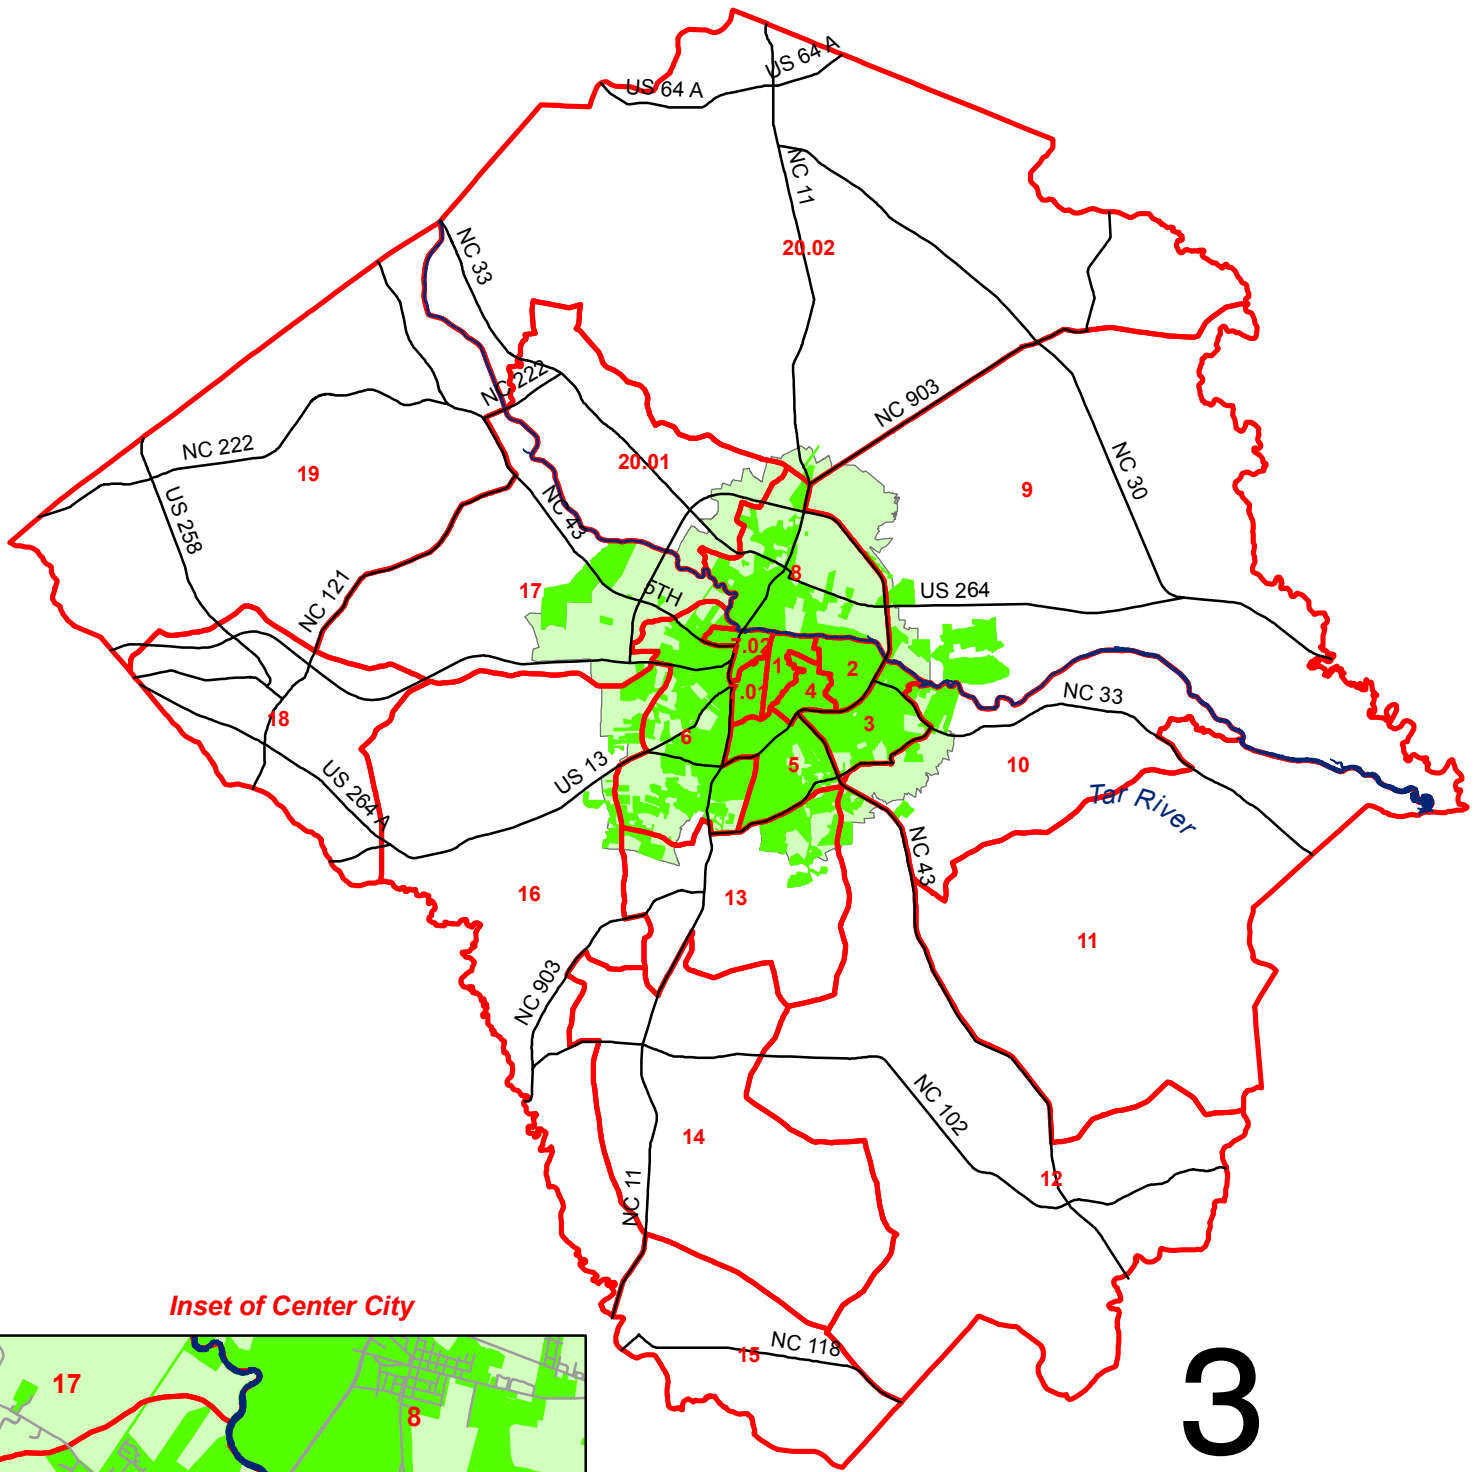 US 64 A
US 64 A
NC 11
20.02
NC 33
NC 222
NC 903
NC 222
19
20.01
NC 30
9
US 258
NC 43
8
17
5TH
US 264
NC 121
7.02
1
2
7.01
4
NC 33
18
3
6
5
10
US 13
US 264 A
Tar River
NC 43
16
13
11
NC 903
NC 102
14
12
NC 11
Inset of Center City
NC 118
15
17
8
3